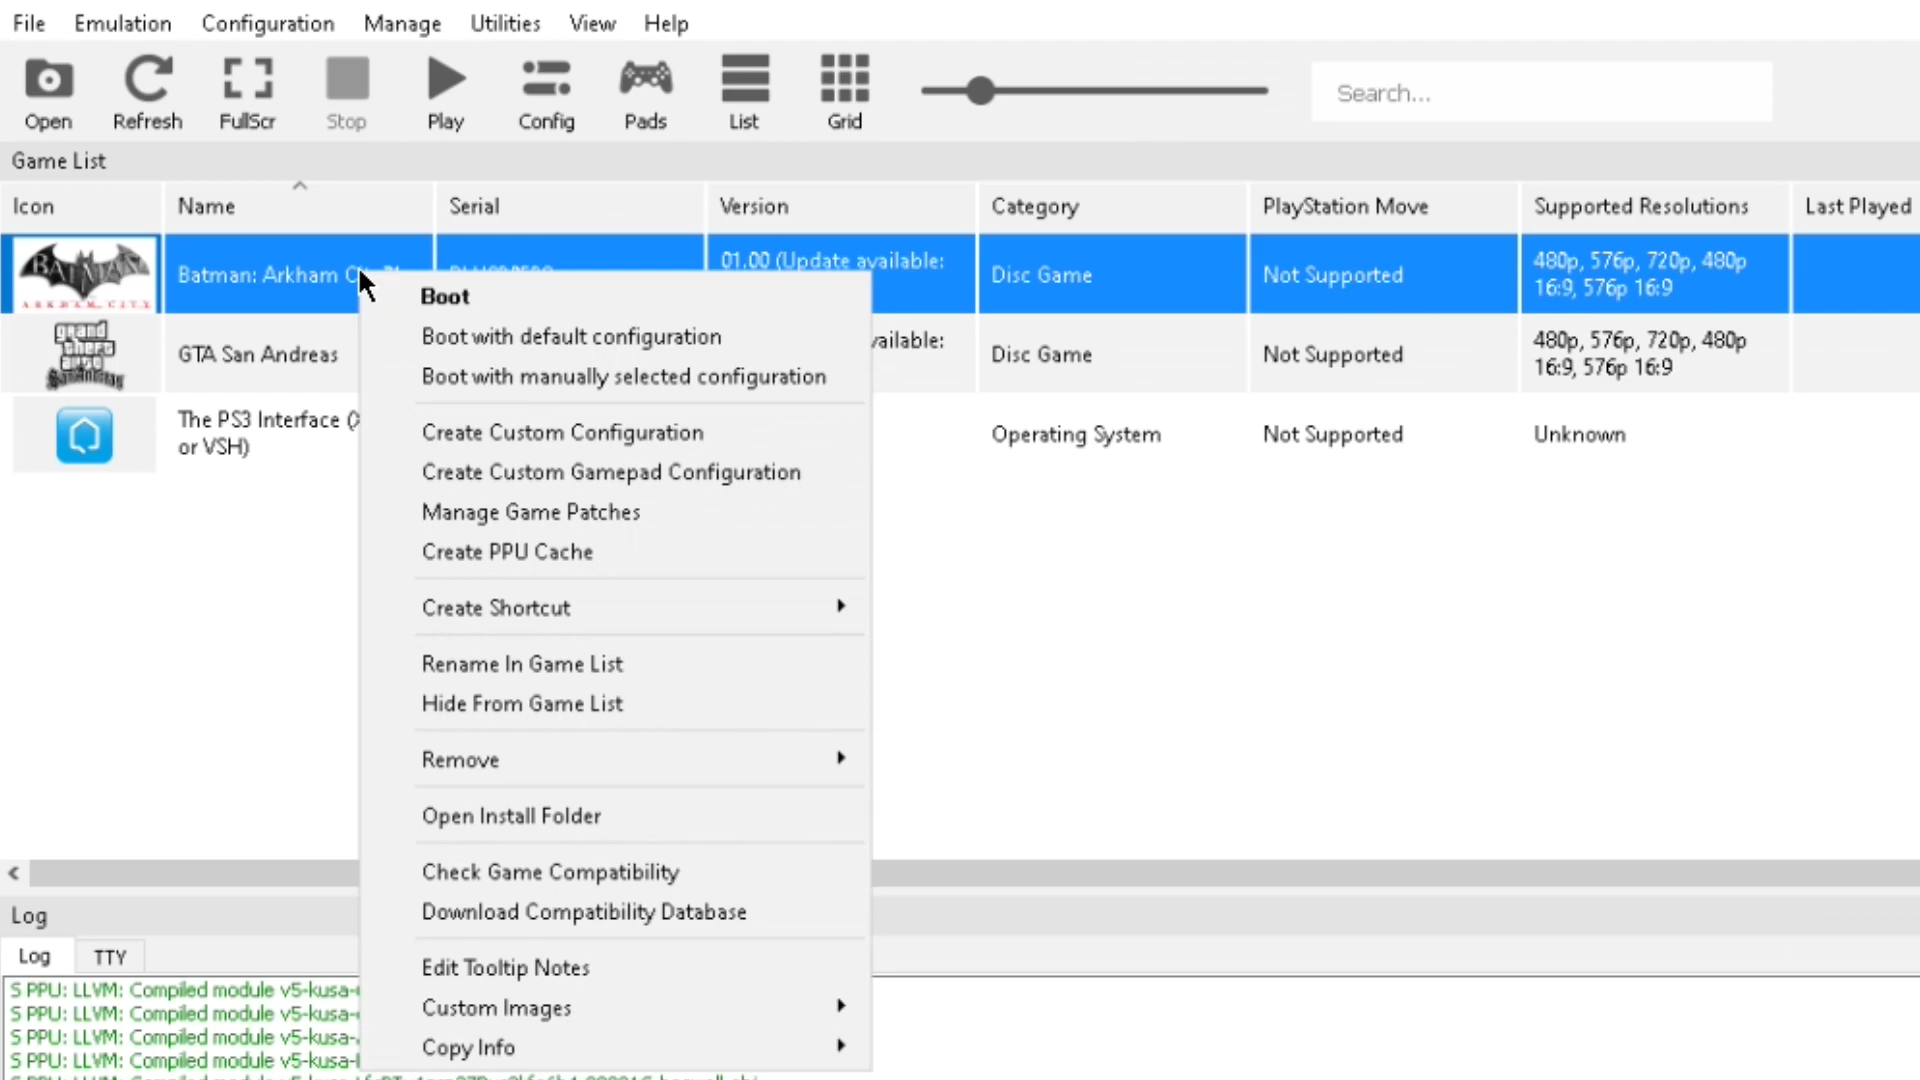 File Emulation Configuration Manage Utilities View Help
Open Refresh FullScr Stop Play Config Pads List Grid Search...
Game List
Icon Name Serial Version Category PlayStation Move Supported Resolutions Last Played
BATMAN
ARKHAM CITY
Batman: Arkham
01.00 (Update available:
Disc Game
Not Supported
480p, 576p, 720p, 480p
16:9, 576p 16:9
grand
theft
auto
San Andreas
GTA San Andreas
vailable:
Disc Game
Not Supported
480p, 576p, 720p, 480p
16:9, 576p 16:9
The PS3 Interface (
or VSH)
Operating System
Not Supported
Unknown
Boot
Boot with default configuration
Boot with manually selected configuration
Create Custom Configuration
Create Custom Gamepad Configuration
Manage Game Patches
Create PPU Cache
Create Shortcut
Rename In Game List
Hide From Game List
Remove
Open Install Folder
Check Game Compatibility
Download Compatibility Database
Edit Tooltip Notes
Custom Images
Copy Info
Log
Log TTY
S PPU: LLVM: Compiled module v5-kusa-
S PPU: LLVM: Compiled module v5-kusa-
S PPU: LLVM: Compiled module v5-kusa-
S PPU: LLVM: Compiled module v5-kusa-